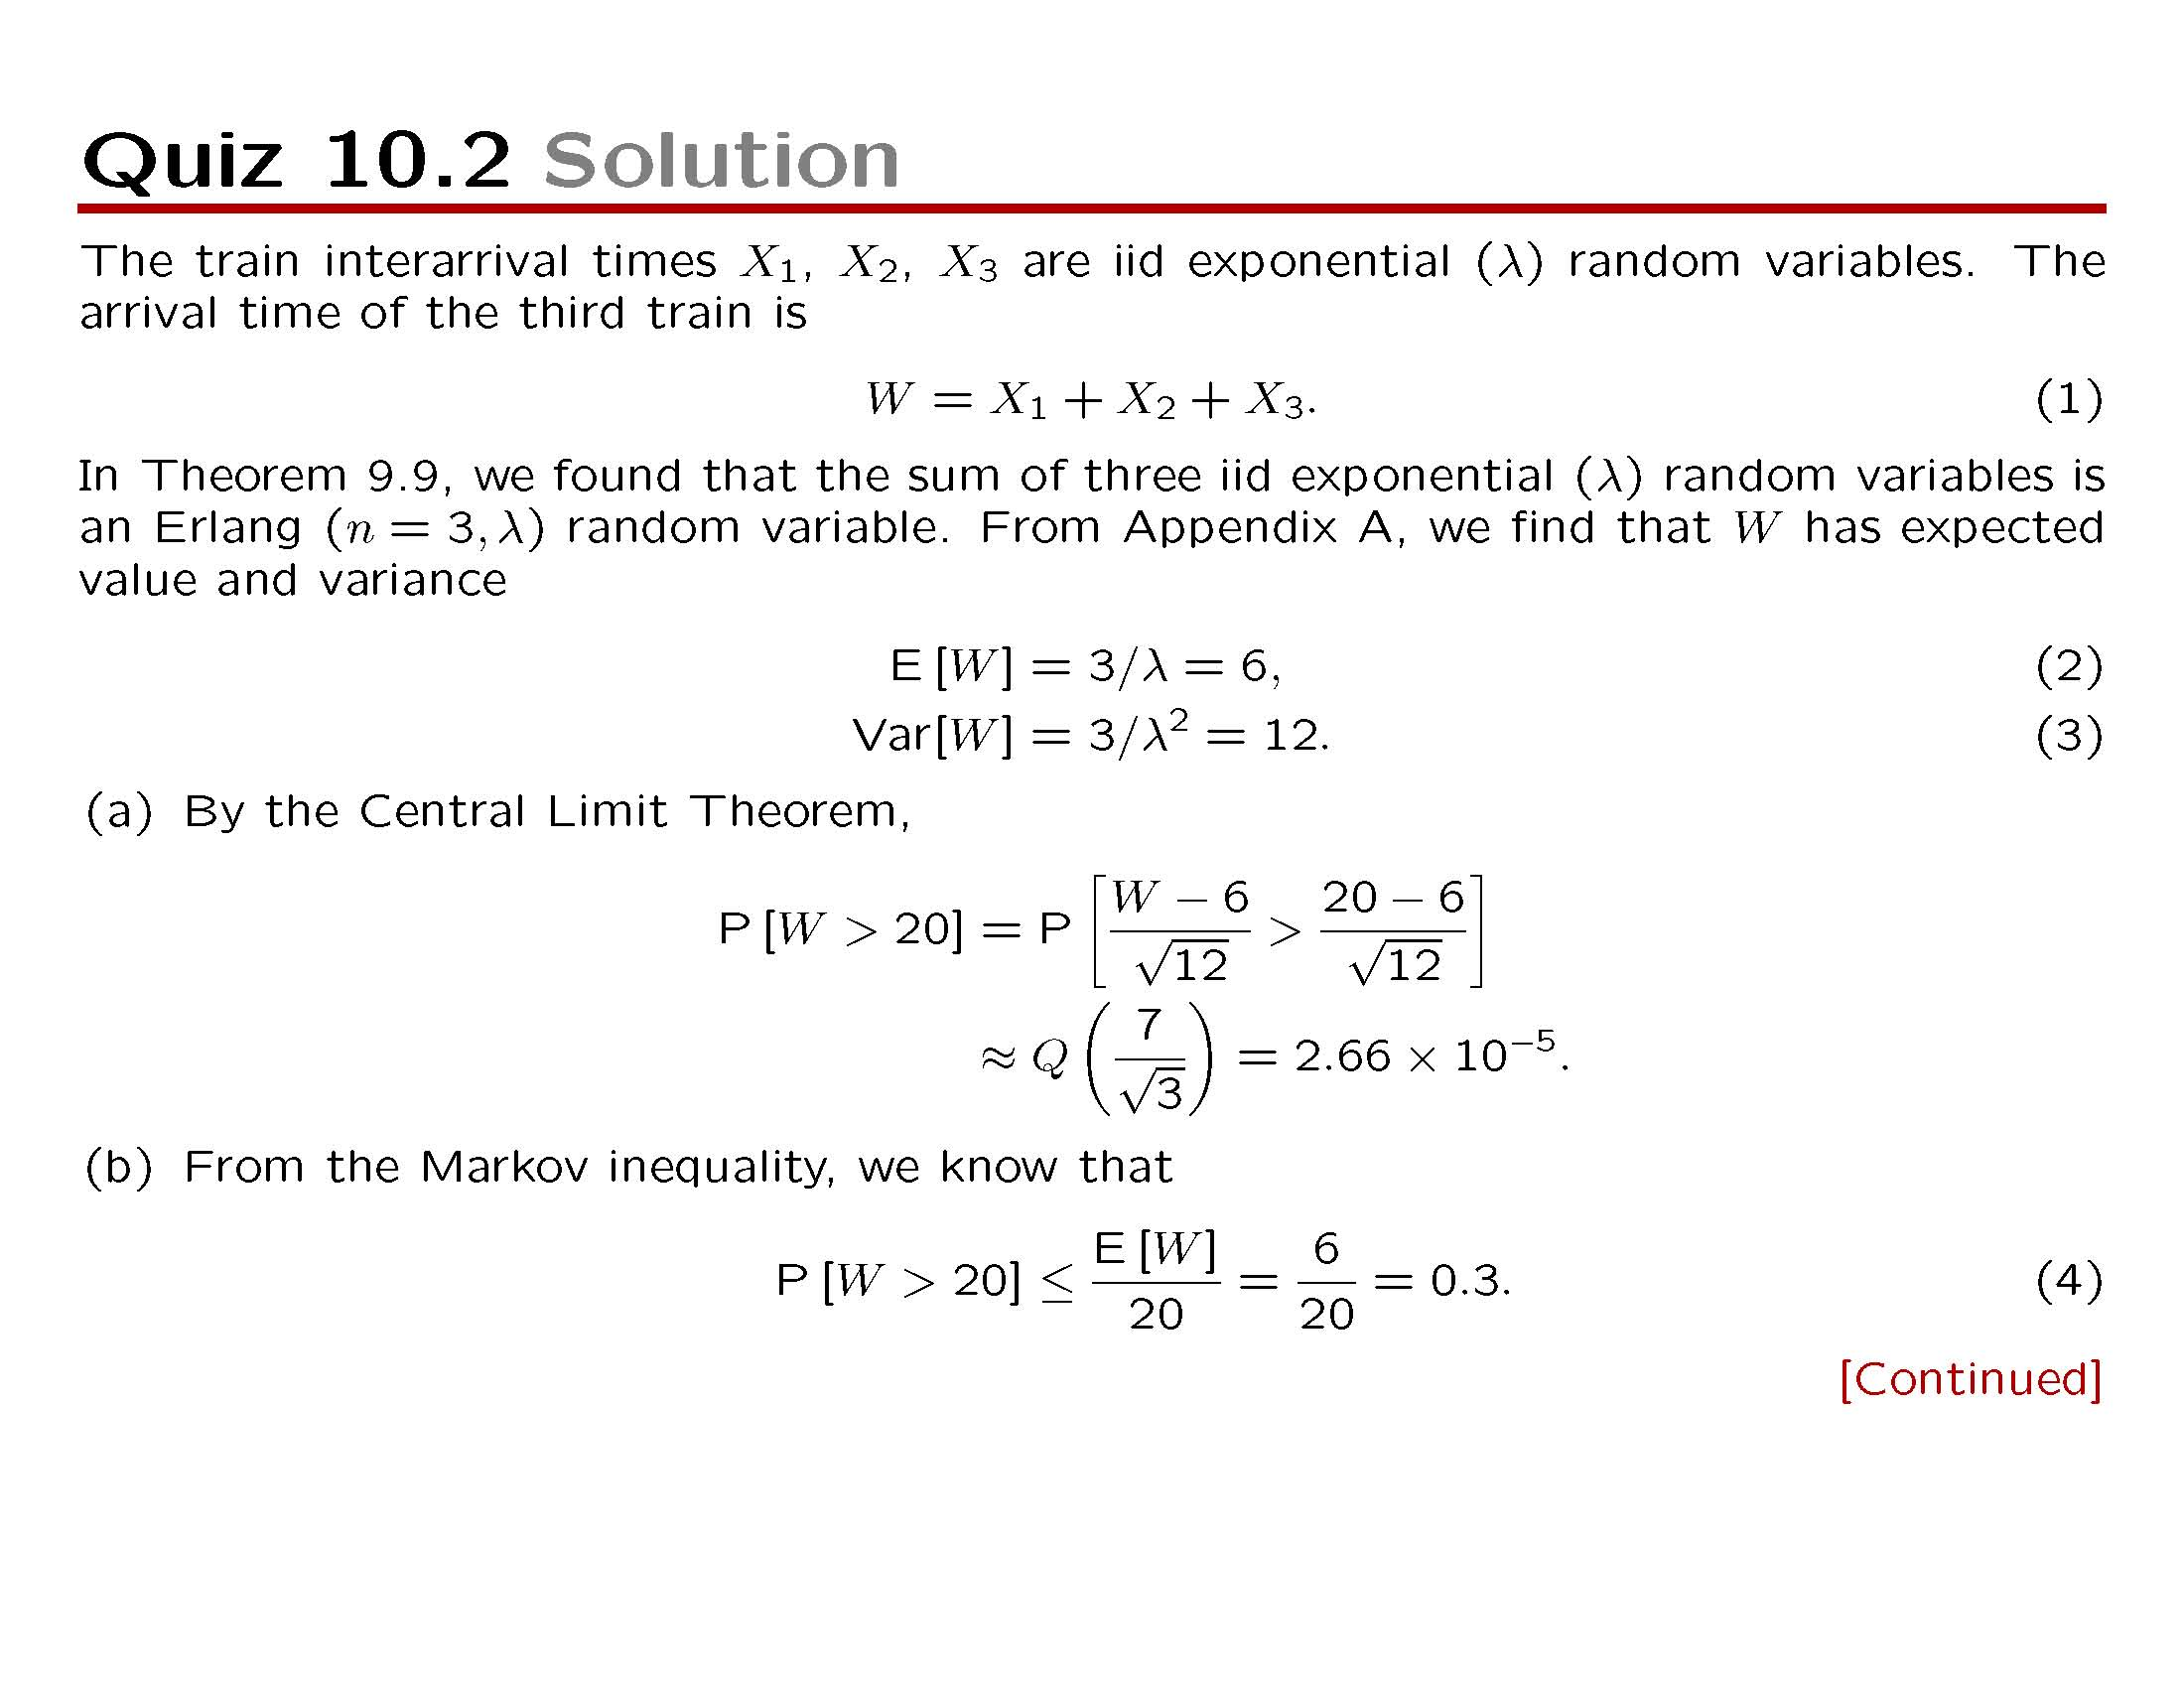 Quiz 10.2 Solution
The train interarrival times X₁, X₂, X₃ are iid exponential (λ) random variables. The
arrival time of the third train is
W = X₁ + X₂ + X₃. (1)
In Theorem 9.9, we found that the sum of three iid exponential (λ) random variables is
an Erlang (n = 3, λ) random variable. From Appendix A, we find that W has expected
value and variance
E [W] = 3/λ = 6, (2)
Var[W] = 3/λ² = 12. (3)
(a) By the Central Limit Theorem,
P [W > 20] = P [(W − 6)/√12 > (20 − 6)/√12]
≈ Q (7/√3) = 2.66 × 10⁻⁵.
(b) From the Markov inequality, we know that
P [W > 20] ≤ E [W]/20 = 6/20 = 0.3. (4)
[Continued]